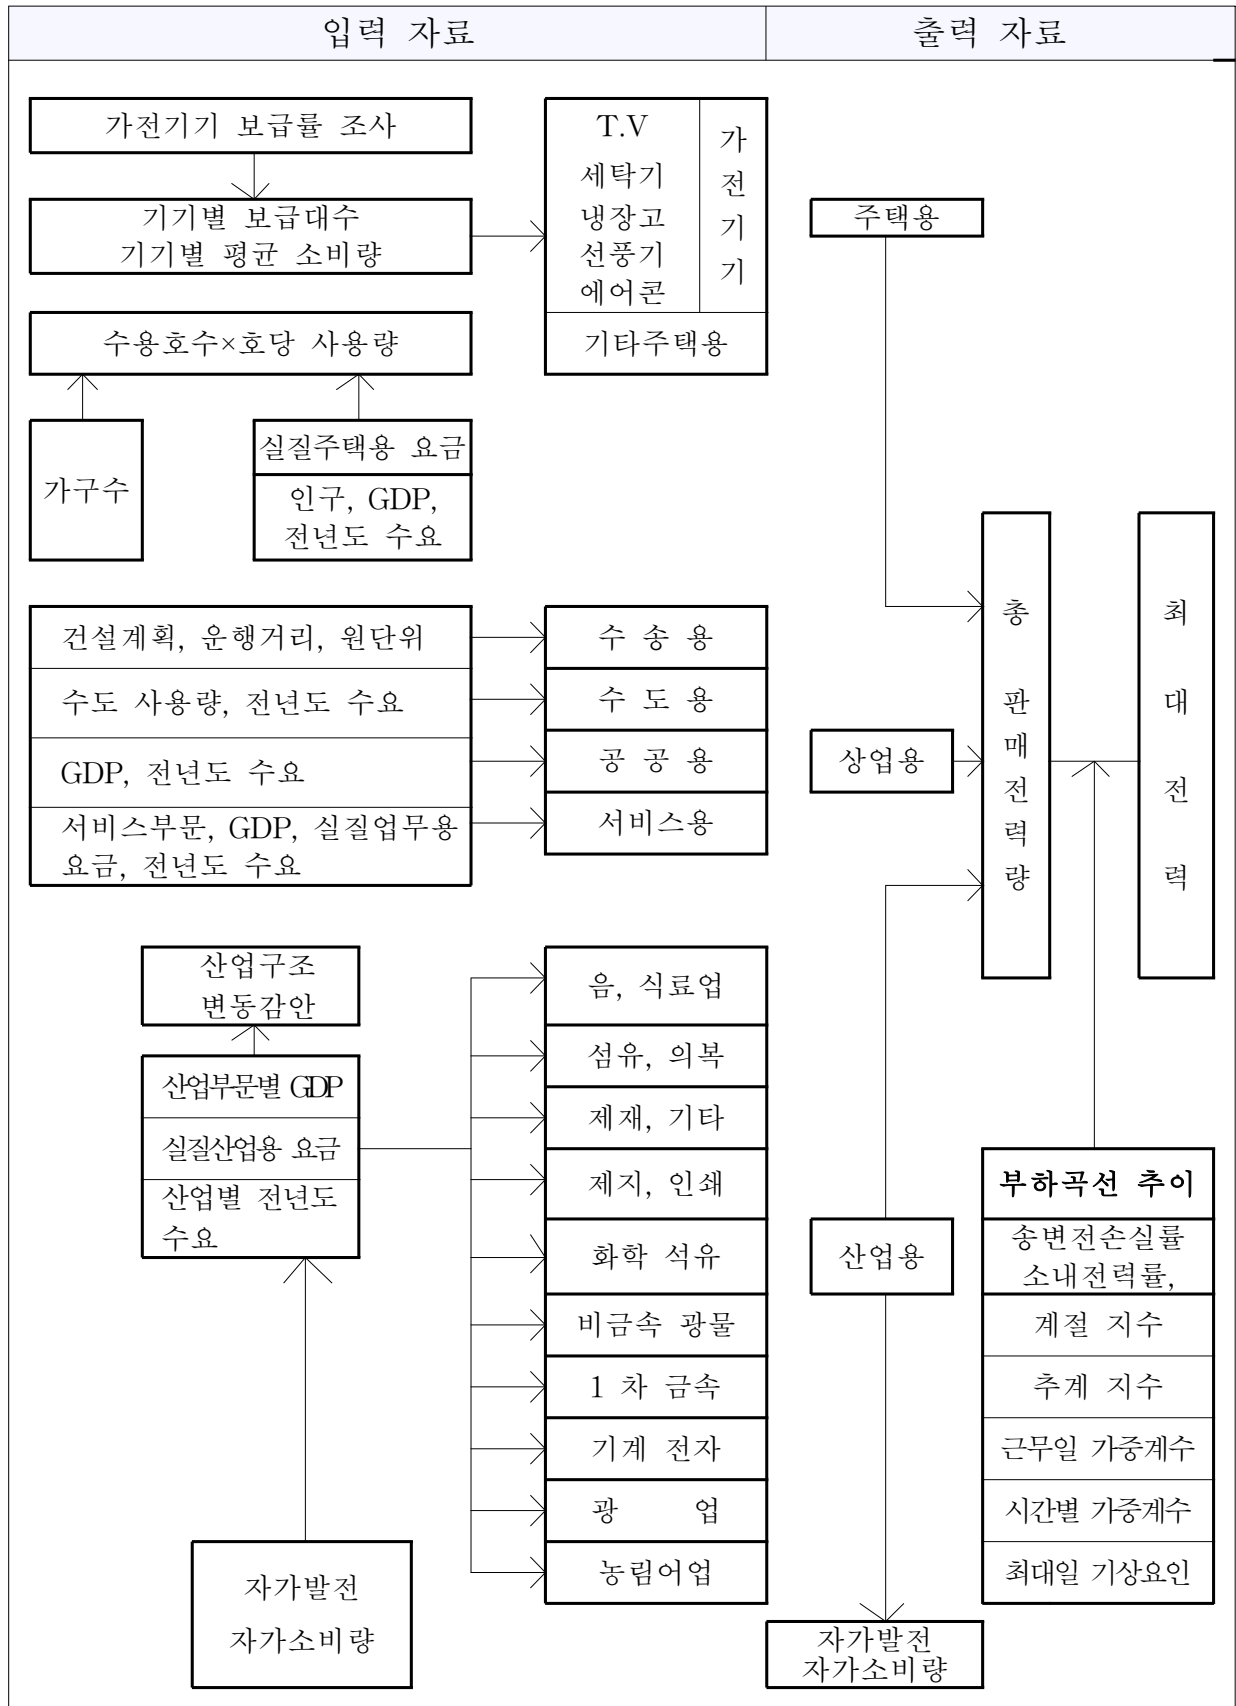 입력 자료
출력 자료
가전기기 보급률 조사
기기별 보급대수
기기별 평균 소비량
T.V
세탁기
냉장고
선풍기
에어콘
가
전
기
기
기타주택용
수용호수×호당 사용량
가구수
실질주택용 요금
인구, GDP,
전년도 수요
건설계획, 운행거리, 원단위
수도 사용량, 전년도 수요
GDP, 전년도 수요
서비스부문, GDP, 실질업무용
요금, 전년도 수요
수 송 용
수 도 용
공 공 용
서비스용
산업구조
변동감안
산업부문별 GDP
실질산업용 요금
산업별 전년도
수요
자가발전
자가소비량
음, 식료업
섬유, 의복
제재, 기타
제지, 인쇄
화학 석유
비금속 광물
1 차 금속
기계 전자
광 업
농림어업
주택용
상업용
산업용
자가발전
자가소비량
총
판
매
전
력
량
최
대
전
력
부하곡선 추이
송변전손실률
소내전력률,
계절 지수
추계 지수
근무일 가중계수
시간별 가중계수
최대일 기상요인